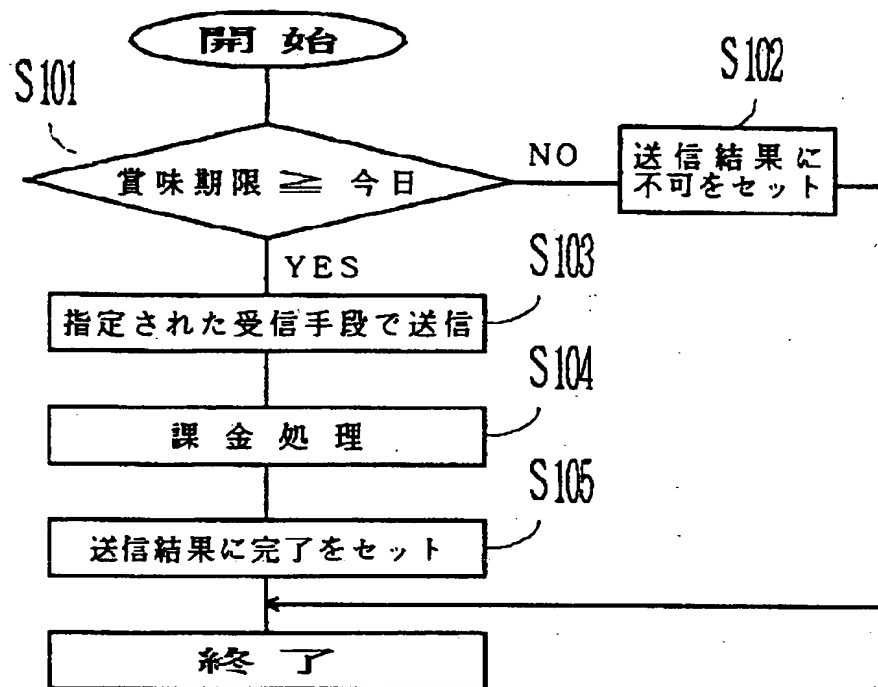 開始
S101
賞味期限 ≧ 今日
NO
S102
送信結果に
不可をセット
YES
S103
指定された受信手段で送信
S104
課金処理
S105
送信結果に完了をセット
終了